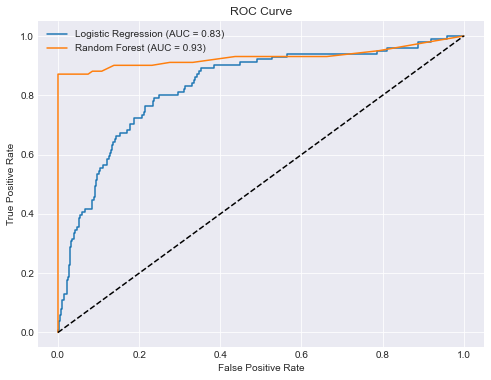 ROC Curve
Logistic Regression (AUC = 0.83)
Random Forest (AUC = 0.93)
True Positive Rate
1.0
0.8
0.6
0.4
0.2
0.0
0.0 0.2 0.4 0.6 0.8 1.0
False Positive Rate